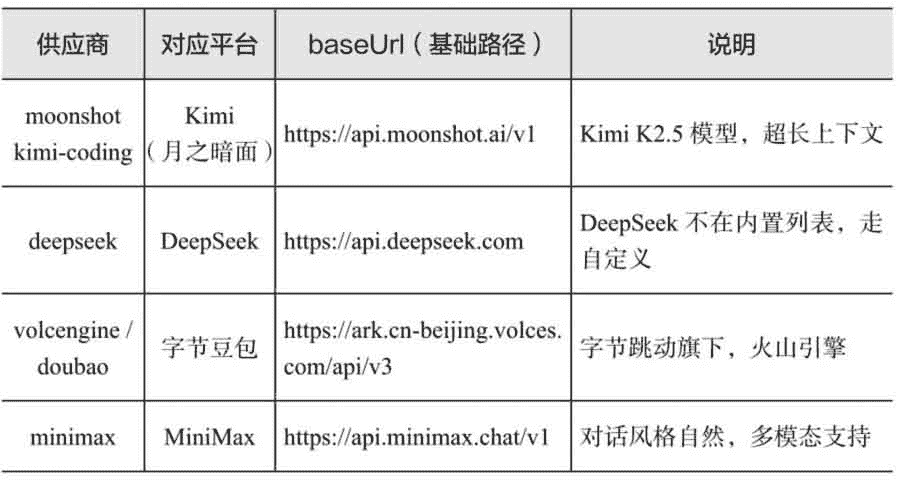 供应商 对应平台 baseUrl（基础路径） 说明
moonshot
kimi-coding
Kimi
（月之暗面）
https://api.moonshot.ai/v1
Kimi K2.5 模型，超长上下文
deepseek
DeepSeek
https://api.deepseek.com
DeepSeek 不在内置列表，走
自定义
volcengine /
doubao
字节豆包
https://ark.cn-beijing.volces.
com/api/v3
字节跳动旗下，火山引擎
minimax
MiniMax
https://api.minimax.chat/v1
对话风格自然，多模态支持